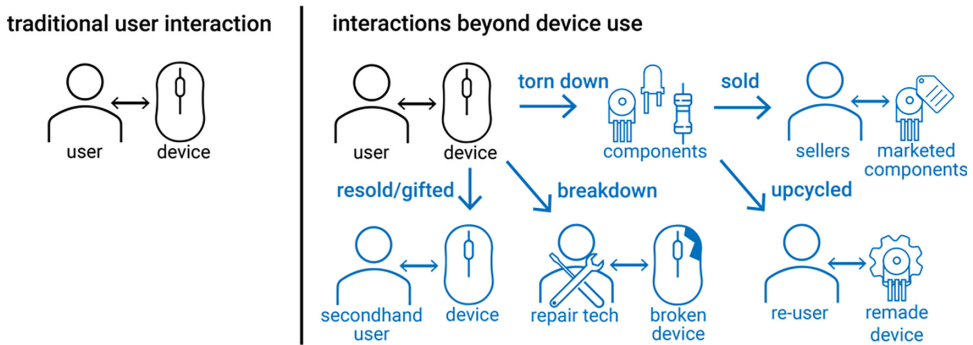 traditional user interaction
user
device
interactions beyond device use
user
device
torn down
components
sold
sellers
marketed
components
resold/gifted
breakdown
upcycled
secondhand
user
device
repair tech
broken
device
re-user
remade
device